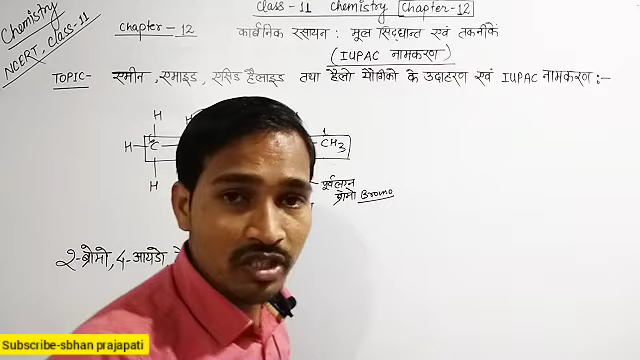 Class-11 Chemistry Chapter-12
Chemistry
NCERT, Class-11
Chapter-12 कार्बनिक रसायन : मूल सिद्धान्त एवं तकनीकें
(IUPAC नामकरण)
TOPIC- एमीन, एमाइड, एसिड हैलाइड तथा हैलो यौगिको के उदाहरण एवं IUPAC नामकरण :-
H H
H-C CH3
H
पूर्वलग्न
ब्रोमो Bromo
2-ब्रोमो, 4-आयडो
Subscribe-sbhan prajapati